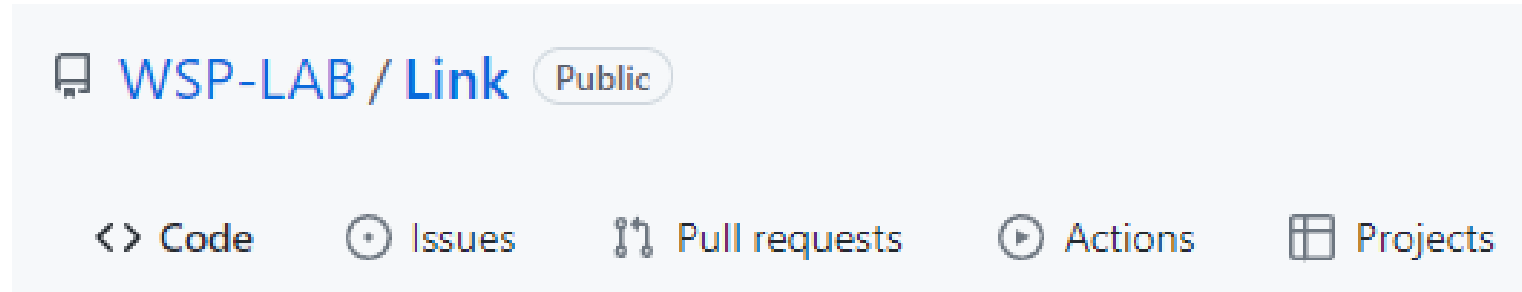 WSP-LAB / Link Public
<> Code Issues Pull requests Actions Projects